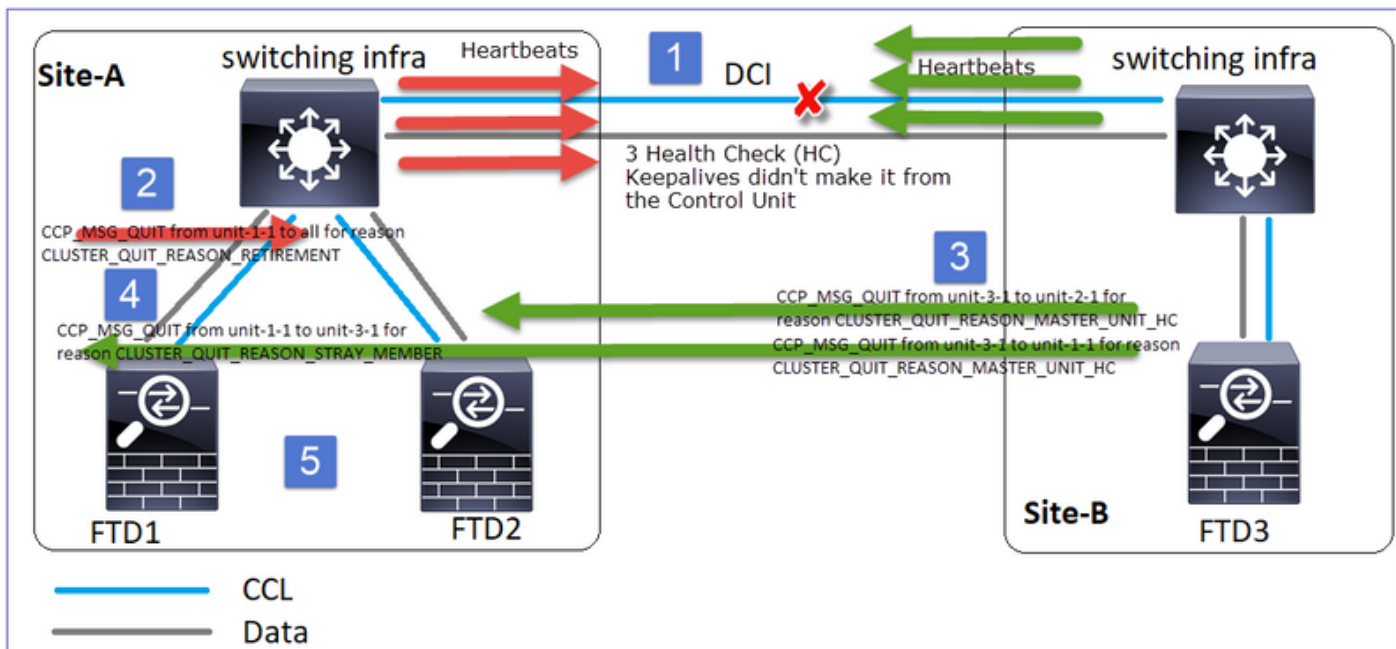 Site-A
switching infra
Heartbeats
1
DCI
Heartbeats
switching infra
3 Health Check (HC)
Keepalives didn't make it from
the Control Unit
2
CCP_MSG_QUIT from unit-1-1 to all for reason
CLUSTER_QUIT_REASON_RETIREMENT
3
CCP_MSG_QUIT from unit-3-1 to unit-2-1 for
reason CLUSTER_QUIT_REASON_MASTER_UNIT_HC
CCP_MSG_QUIT from unit-3-1 to unit-1-1 for reason
CLUSTER_QUIT_REASON_MASTER_UNIT_HC
4
CCP_MSG_QUIT from unit-1-1 to unit-3-1 for
reason CLUSTER_QUIT_REASON_STRAY_MEMBER
5
FTD1
FTD2
Site-B
FTD3
CCL
Data